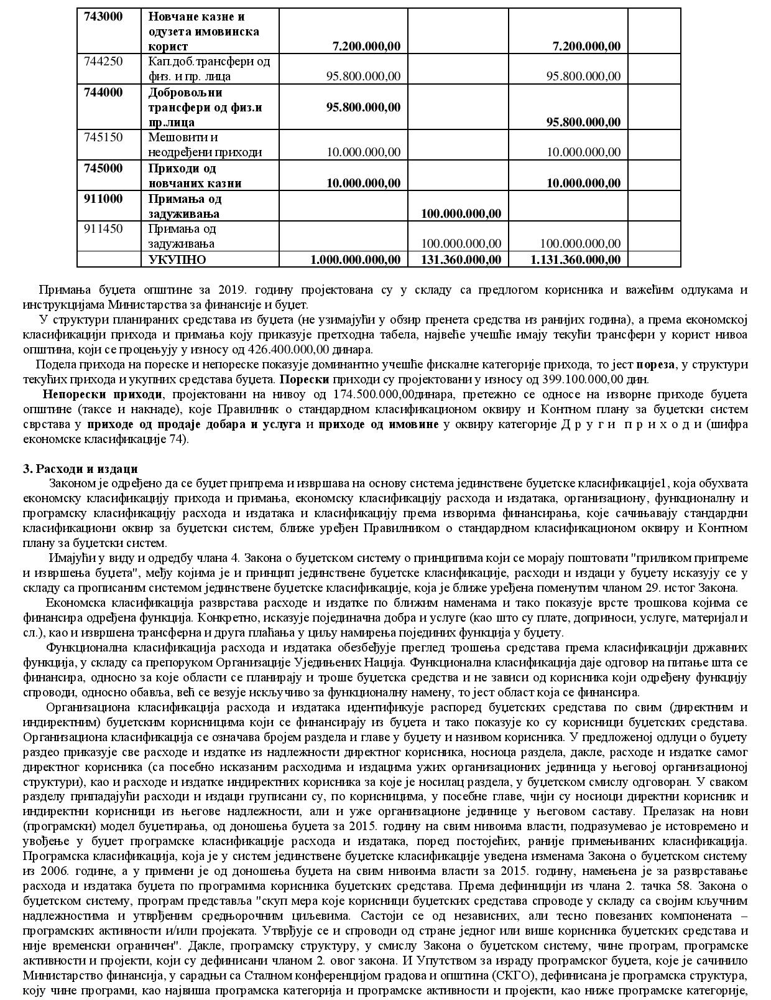 743000 Новчане казне и
одузета имовинска
корист 7.200.000,00 7.200.000,00
744250 Кап.доб.трансфери од
физ. и пр. лица 95.800.000,00 95.800.000,00
744000 Добровољни
трансфери од физ.и 95.800.000,00
пр.лица 95.800.000,00
745150 Мешовити и
неодређени приходи 10.000.000,00 10.000.000,00
745000 Приходи од
новчаних казни 10.000.000,00 10.000.000,00
911000 Примања од
задуживања 100.000.000,00
911450 Примања од
задуживања 100.000.000,00 100.000.000,00
УКУПНО 1.000.000.000,00 131.360.000,00 1.131.360.000,00
Примања буџета општине за 2019. годину пројектована су у складу са предлогом корисника и важећим одлукама и
инструкцијама Министарства за финансије и буџет.
У структури планираних средстава из буџета (не узимајући у обзир пренета средства из ранијих година), а према економској
класификацији прихода и примања коју приказује претходна табела, највеће учешће имају текући трансфери у корист нивоа
општина, који се процењују у износу од 426.400.000,00 динара.
Подела прихода на пореске и непореске показује доминантно учешће фискалне категорије прихода, то јест пореза, у структури
текућих прихода и укупних средстава буџета. Порески приходи су пројектовани у износу од 399.100.000,00 дин.
Непорески приходи, пројектовани на нивоу од 174.500.000,00динара, претежно се односе на изворне приходе буџета
општине (таксе и накнаде), које Правилник о стандардном класификационом оквиру и Контном плану за буџетски систем
сврстава у приходе од продаје добара и услуга и приходе од имовине у оквиру категорије Д р у г и п р и х о д и (шифра
економске класификације 74).
3. Расходи и издаци
Законом је одређено да се буџет припрема и извршава на основу система јединствене буџетске класификације1, која обухвата
економску класификацију прихода и примања, економску класификацију расхода и издатака, организациону, функционалну и
програмску класификацију расхода и издатака и класификацију према изворима финансирања, које сачињавају стандардни
класификациони оквир за буџетски систем, ближе уређен Правилником о стандардном класификационом оквиру и Контном
плану за буџетски систем.
Имајући у виду и одредбу члана 4. Закона о буџетском систему о принципима који се морају поштовати "приликом припреме
и извршења буџета", међу којима је и принцип јединствене буџетске класификације, расходи и издаци у буџету исказују се у
складу са прописаним системом јединствене буџетске класификације, која је ближе уређена поменутим чланом 29. истог Закона.
Економска класификација разврстава расходе и издатке по ближим наменама и тако показује врсте трошкова којима се
финансира одређена функција. Конкретно, исказује појединачна добра и услуге (као што су плате, доприноси, услуге, материјал и
сл.), као и извршена трансферна и друга плаћања у циљу намирења појединих функција у буџету.
Функционална класификација расхода и издатака обезбеђује преглед трошења средстава према класификацији државних
функција, у складу са препоруком Организације Уједињених Нација. Функционална класификација даје одговор на питање шта се
финансира, односно за које области се планирају и троше буџетска средства и не зависи од корисника који одређену функцију
спроводи, односно обавља, већ се везује искључиво за функционалну намену, то јест област која се финансира.
Организациона класификација расхода и издатака идентификује распоред буџетских средстава по свим (директним и
индиректним) буџетским корисницима који се финансирају из буџета и тако показује ко су корисници буџетских средстава.
Организациона класификација се означава бројем раздела и главе у буџету и називом корисника. У предложеној одлуци о буџету
раздео приказује све расходе и издатке из надлежности директног корисника, носиоца раздела, дакле, расходе и издатке самог
директног корисника (са посебно исказаним расходима и издацима ужих организационих јединица у његовој организационој
структури), као и расходе и издатке индиректних корисника за које је носилац раздела, у буџетском смислу одговоран. У сваком
разделу припадајући расходи и издаци груписани су, по корисницима, у посебне главе, чији су носиоци директни корисник и
индиректни корисници из његове надлежности, али и уже организационе јединице у његовом саставу. Прелазак на нови
(програмски) модел буџетирања, од доношења буџета за 2015. годину на свим нивоима власти, подразумевао је истовремено и
увођење у буџет програмске класификације расхода и издатака, поред постојећих, раније примењиваних класификација.
Програмска класификација, која је у систем јединствене буџетске класификације уведена изменама Закона о буџетском систему
из 2006. године, а у примени је од доношења буџета на свим нивоима власти за 2015. годину, намењена је за разврставање
расхода и издатака буџета по програмима корисника буџетских средстава. Према дефиницији из члана 2. тачка 58. Закона о
буџетском систему, програм представља "скуп мера које корисници буџетских средстава спроводе у складу са својим кључним
надлежностима и утврђеним средњорочним циљевима. Састоји се од независних, али тесно повезаних компонената –
програмских активности и/или пројеката. Утврђује се и спроводи од стране једног или више корисника буџетских средстава и
није временски ограничен". Дакле, програмску структуру, у смислу Закона о буџетском систему, чине програм, програмске
активности и пројекти, који су дефинисани чланом 2. овог закона. И Упутством за израду програмског буџета, које је сачинило
Министарство финансија, у сарадњи са Сталном конференцијом градова и општина (СКГО), дефинисана је програмска структура,
коју чине програми, као највиша програмска категорија и програмске активности и пројекти, као ниже програмске категорије,